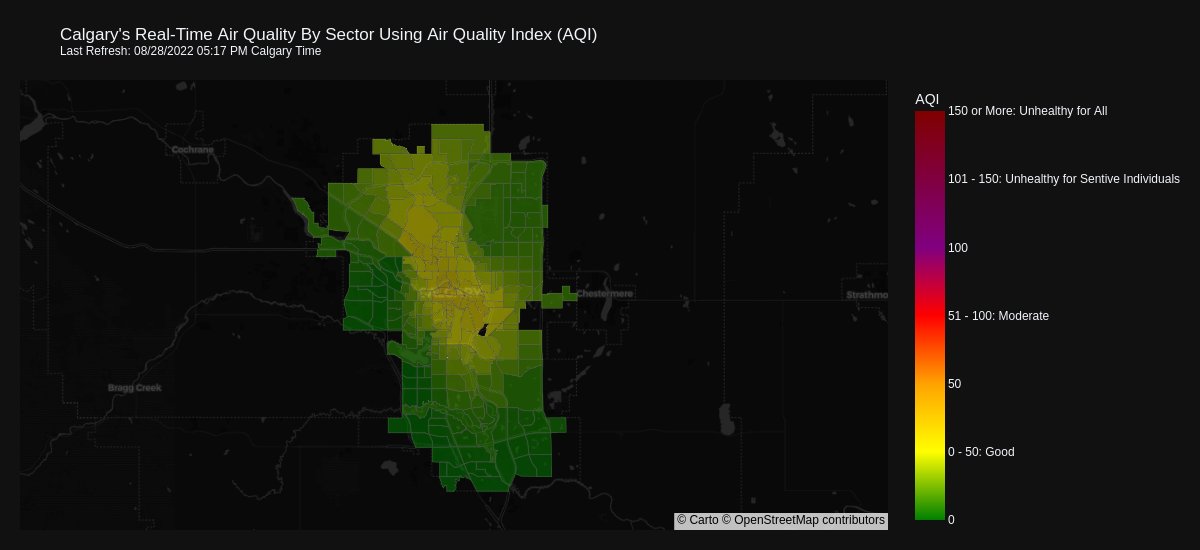 Calgary's Real-Time Air Quality By Sector Using Air Quality Index (AQI)
Last Refresh: 08/28/2022 05:17 PM Calgary Time
AQI
150 or More: Unhealthy for All
Cochrane
101 - 150: Unhealthy for Sentive Individuals
100
Chestermere
Strathmo
51 - 100: Moderate
Bragg Creek
50
0 - 50: Good
© Carto © OpenStreetMap contributors
0